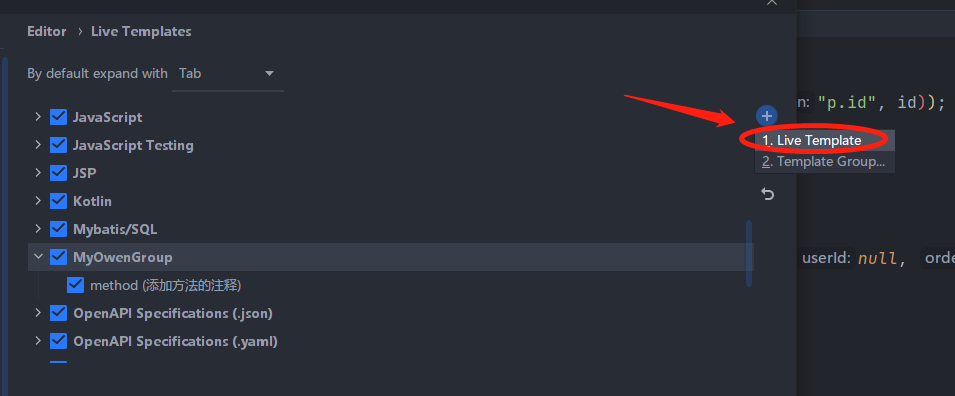 Editor › Live Templates
By default expand with Tab
JavaScript
n: "p.id", id));
JavaScript Testing
1. Live Template
2. Template Group...
JSP
Kotlin
Mybatis/SQL
MyOwenGroup
userId: null, orde
method (添加方法的注释)
OpenAPI Specifications (.json)
OpenAPI Specifications (.yaml)